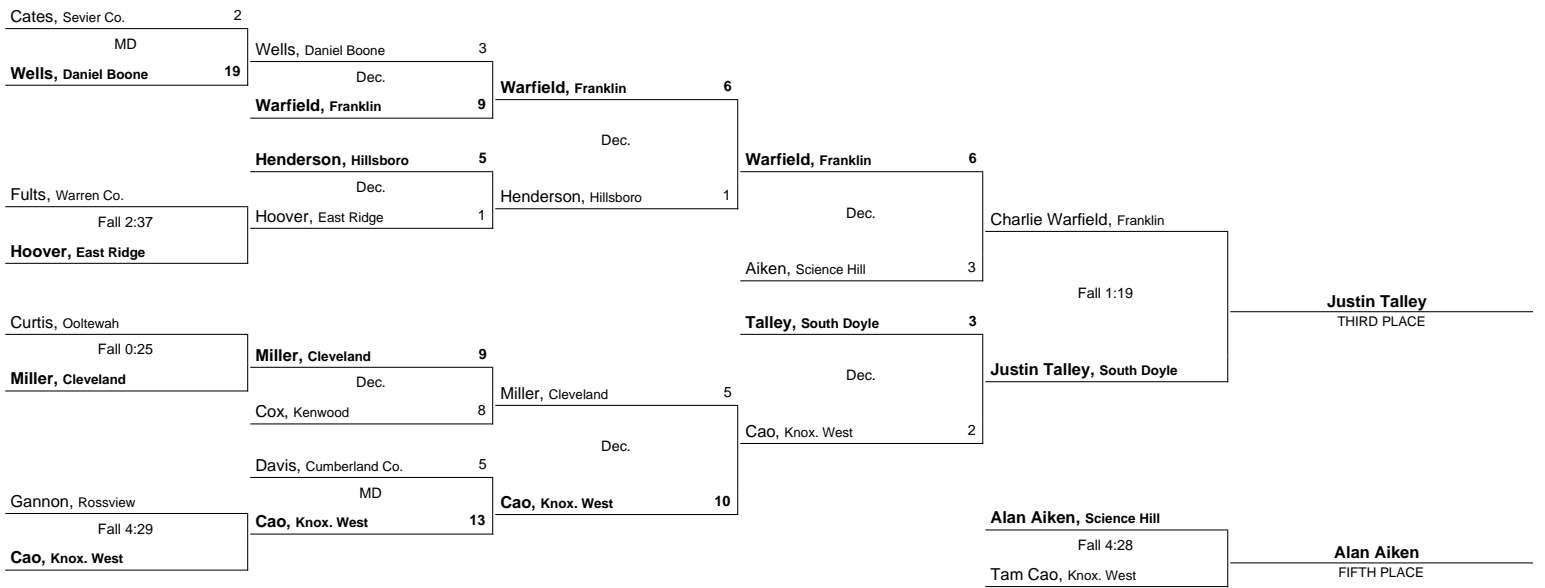 Cates, Sevier Co. 2
MD
Wells, Daniel Boone 19
Fults, Warren Co.
Fall 2:37
Hoover, East Ridge
Curtis, Ooltewah
Fall 0:25
Miller, Cleveland
Gannon, Rossview
Fall 4:29
Cao, Knox. West
Wells, Daniel Boone 3
Dec.
Warfield, Franklin 9
Henderson, Hillsboro 5
Dec.
Hoover, East Ridge 1
Miller, Cleveland 9
Dec.
Cox, Kenwood 8
Davis, Cumberland Co. 5
MD
Cao, Knox. West 13
Warfield, Franklin 6
Dec.
Henderson, Hillsboro 1
Miller, Cleveland 5
Dec.
Cao, Knox. West 10
Warfield, Franklin 6
Dec.
Aiken, Science Hill 3
Talley, South Doyle 3
Dec.
Cao, Knox. West 2
Charlie Warfield, Franklin
Fall 1:19
Justin Talley, South Doyle
Justin Talley
THIRD PLACE
Alan Aiken, Science Hill
Fall 4:28
Tam Cao, Knox. West
Alan Aiken
FIFTH PLACE